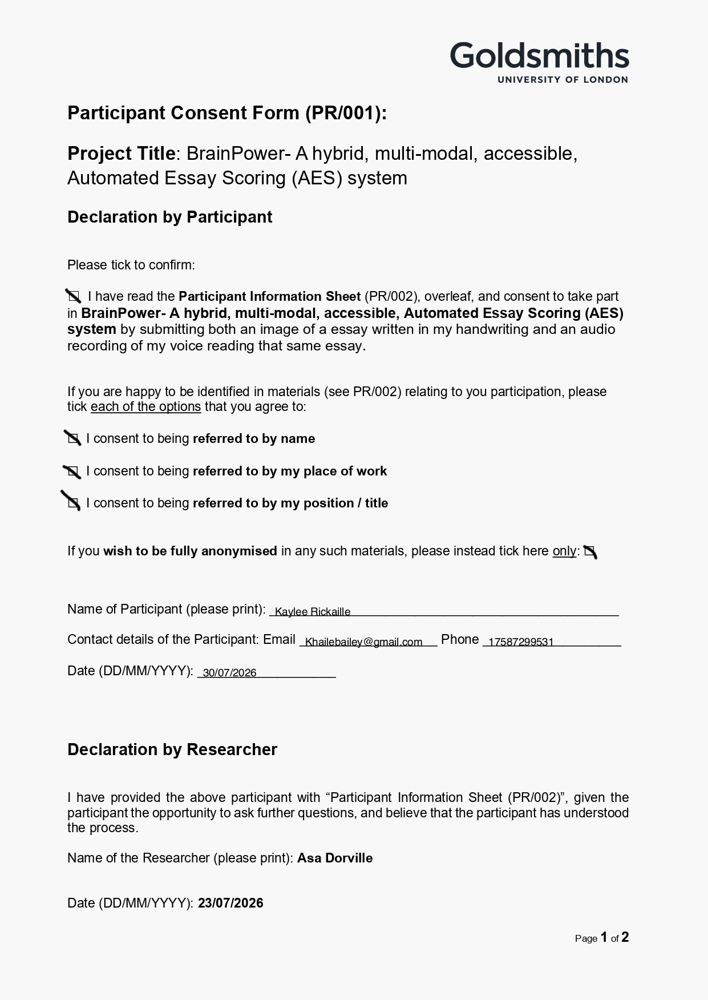 Goldsmiths
UNIVERSITY OF LONDON
Participant Consent Form (PR/001):
Project Title: BrainPower- A hybrid, multi-modal, accessible,
Automated Essay Scoring (AES) system
Declaration by Participant
Please tick to confirm:
I have read the Participant Information Sheet (PR/002), overleaf, and consent to take part
in BrainPower- A hybrid, multi-modal, accessible, Automated Essay Scoring (AES)
system by submitting both an image of a essay written in my handwriting and an audio
recording of my voice reading that same essay.
If you are happy to be identified in materials (see PR/002) relating to you participation, please
tick each of the options that you agree to:
I consent to being referred to by name
I consent to being referred to by my place of work
I consent to being referred to by my position / title
If you wish to be fully anonymised in any such materials, please instead tick here only:
Name of Participant (please print): Kaylee Rickaille
Contact details of the Participant: Email Khailebailey@gmail.com Phone 17587299531
Date (DD/MM/YYYY): 30/07/2026
Declaration by Researcher
I have provided the above participant with “Participant Information Sheet (PR/002)”, given the
participant the opportunity to ask further questions, and believe that the participant has understood
the process.
Name of the Researcher (please print): Asa Dorville
Date (DD/MM/YYYY): 23/07/2026
Page 1 of 2